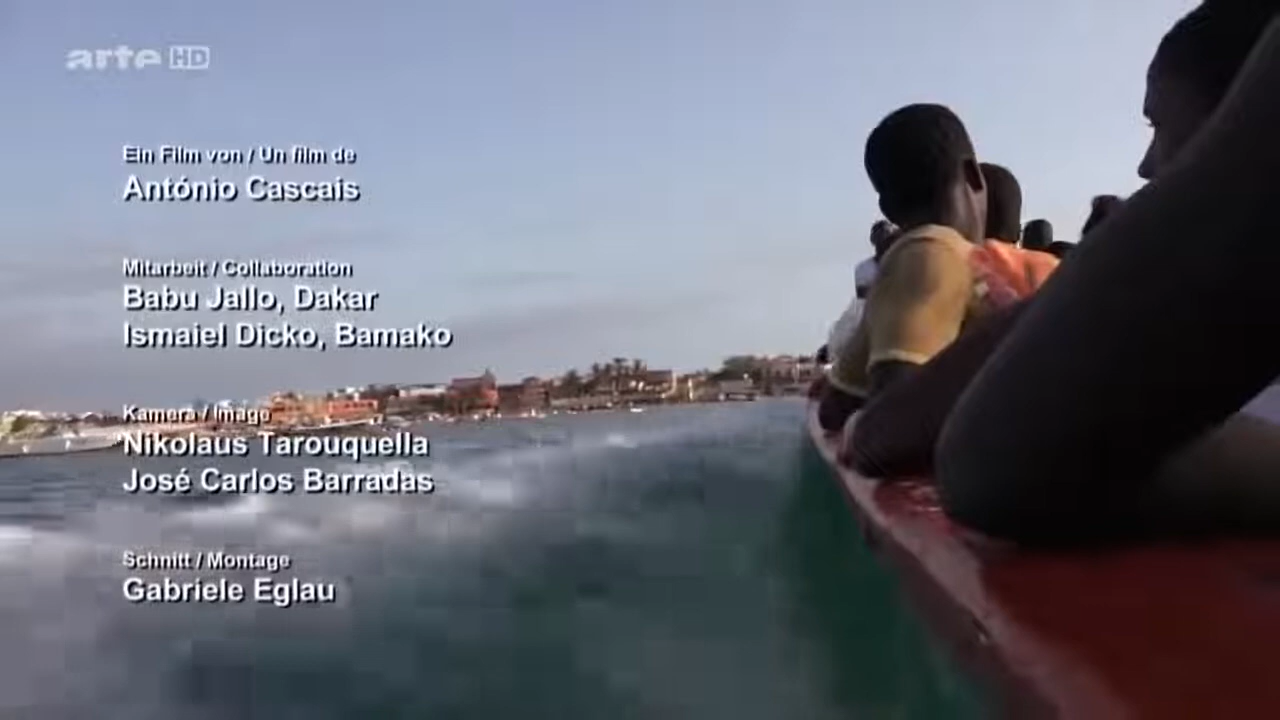 arte HD
Ein Film von / Un film de
António Cascais
Mitarbeit / Collaboration
Babu Jallo, Dakar
Ismaiel Dicko, Bamako
Kamera / Image
Nikolaus Tarouquella
José Carlos Barradas
Schnitt / Montage
Gabriele Eglau